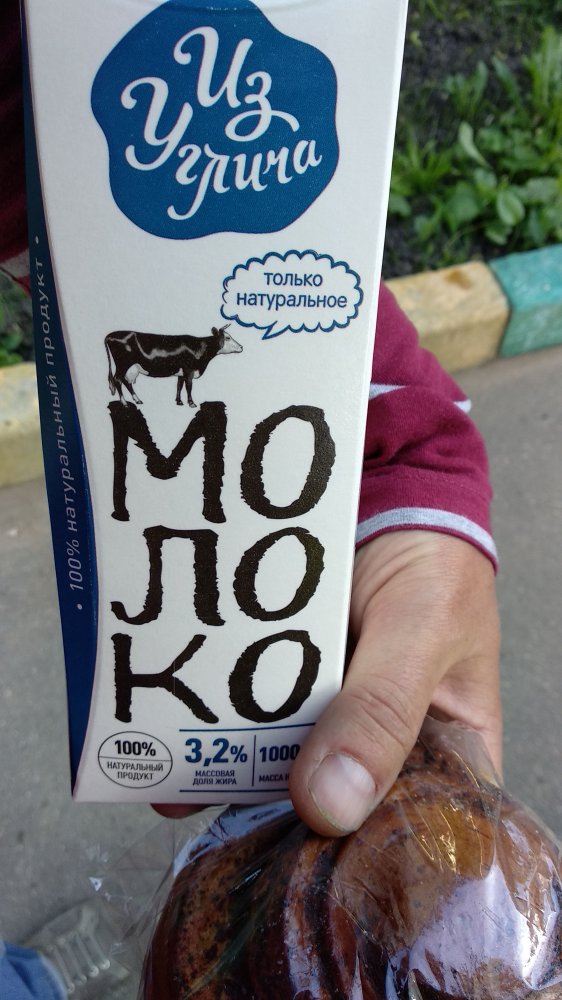 Из
Углича
только
натуральное
МО
ЛО
КО
• 100% натуральный продукт •
100%
НАТУРАЛЬНЫЙ
ПРОДУКТ
3,2%
МАССОВАЯ
ДОЛЯ ЖИРА
1000
МАССА